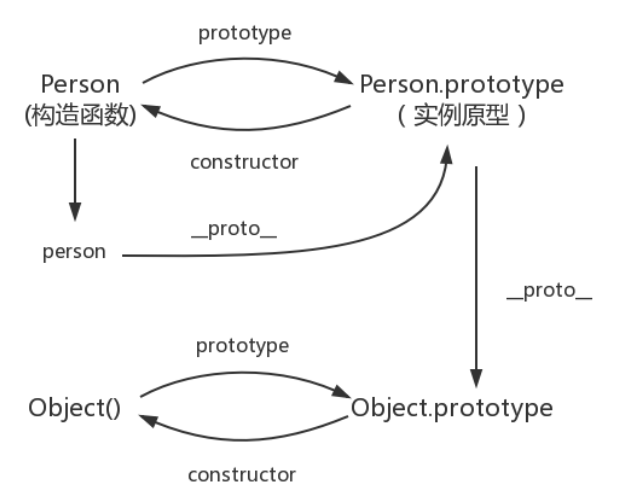 prototype
Person
Person.prototype
(构造函数)
（实例原型）
constructor
__proto__
person
__proto__
prototype
Object()
Object.prototype
constructor